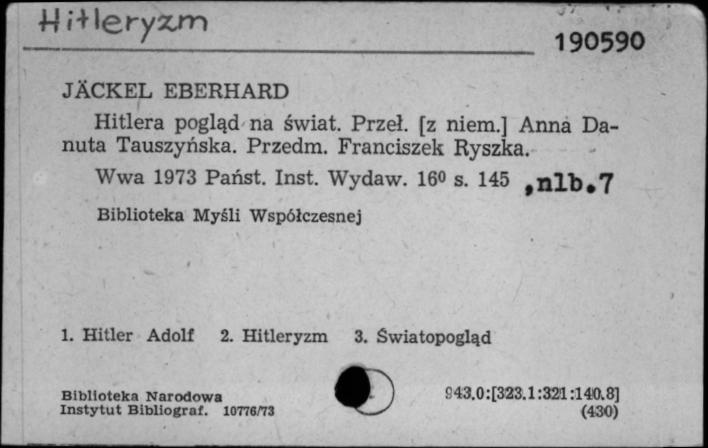 Hitleryzm
190590
JÄCKEL EBERHARD
Hitlera pogląd na świat. Przeł. [z niem.] Anna Da-
nuta Tauszyńska. Przedm. Franciszek Ryszka.
Wwa 1973 Państ. Inst. Wydaw. 16⁰ s. 145 ,nlb.7
Biblioteka Myśli Współczesnej
1. Hitler Adolf 2. Hitleryzm 3. Światopogląd
Biblioteka Narodowa
Instytut Bibliograf. 10776/73
943.0:[323.1:321:140.8]
(430)